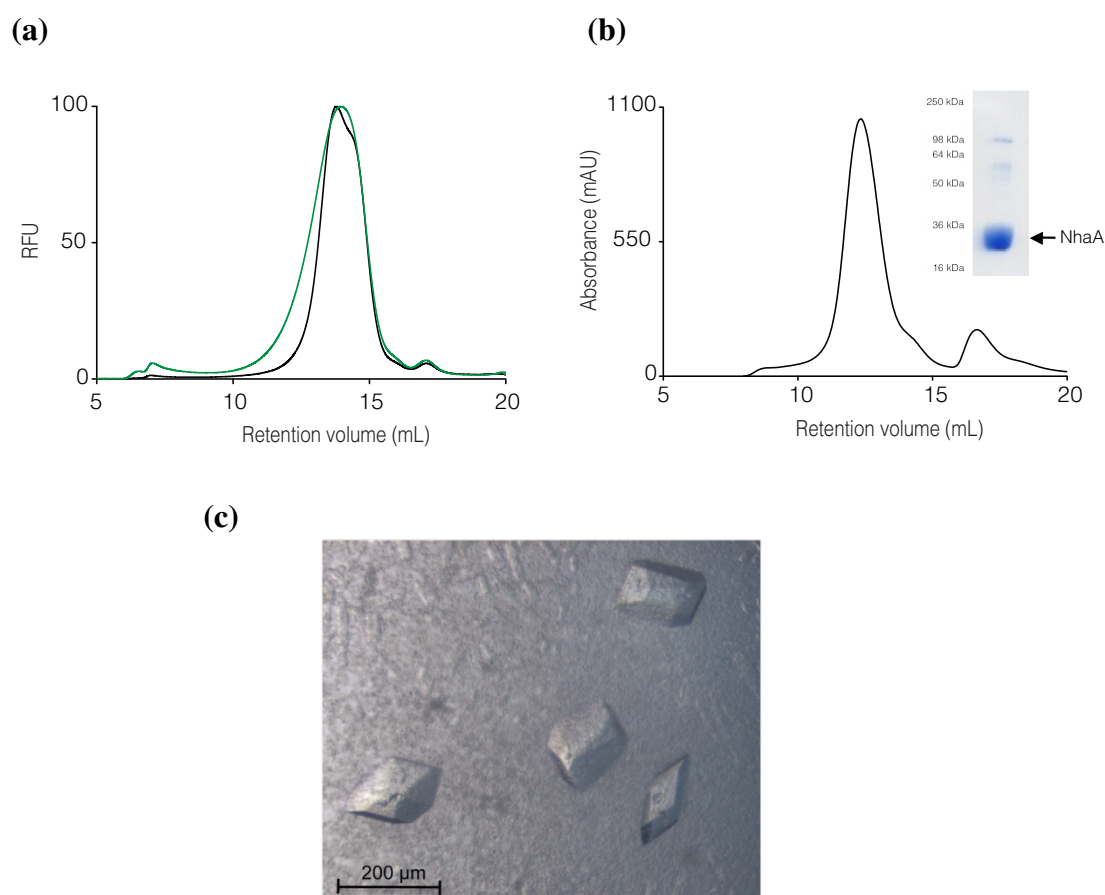 (a)
RFU
100
50
0
5
10
15
20
Retention volume (mL)
(b)
Absorbance (mAU)
1100
550
0
5
10
15
20
Retention volume (mL)
250 kDa
98 kDa
64 kDa
50 kDa
36 kDa
16 kDa
NhaA
(c)
200 μm